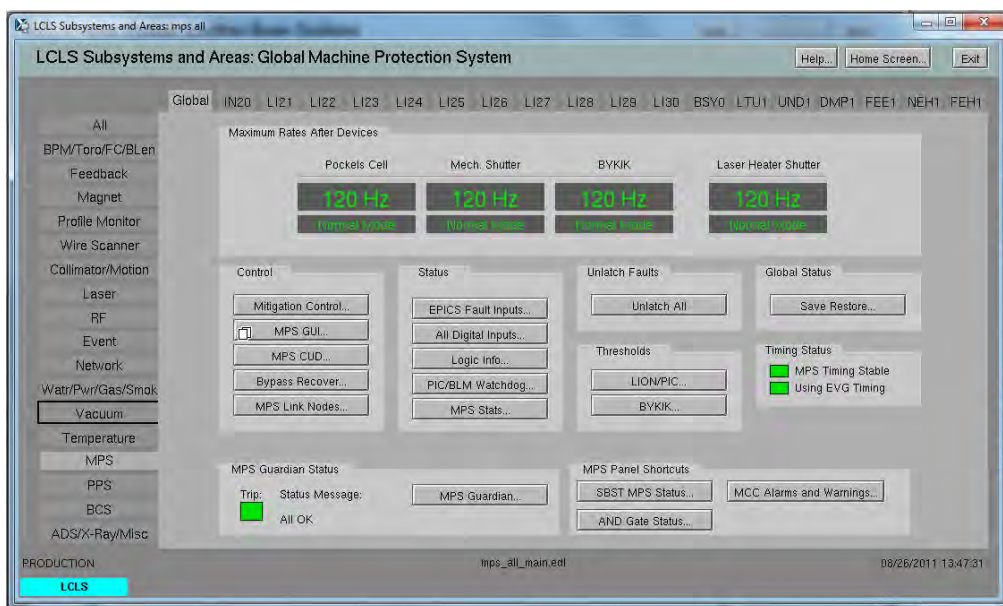 LCLS Subsystems and Areas: mps all
LCLS Subsystems and Areas: Global Machine Protection System
Help... Home Screen... Exit
Global IN20 LI21 LI22 LI23 LI24 LI25 LI26 LI27 LI28 LI29 LI30 BSY0 LTU1 UND1 DMP1 FEE1 NEH1 FEH1
All
BPM/Toro/FC/BLen
Feedback
Magnet
Profile Monitor
Wire Scanner
Collimator/Motion
Laser
RF
Event
Network
Watr/Pwr/Gas/Smok
Vacuum
Temperature
MPS
PPS
BCS
ADS/X-Ray/Misc
Maximum Rates After Devices
Pockels Cell Mech. Shutter BYKIK Laser Heater Shutter
120 Hz 120 Hz 120 Hz 120 Hz
Normal Mode Normal Mode Normal Mode Normal Mode
Control
Mitigation Control...
MPS GUI...
MPS CUD...
Bypass Recover...
MPS Link Nodes...
Status
EPICS Fault Inputs...
All Digital Inputs...
Logic Info...
PIC/BLM Watchdog...
MPS Stats...
Unlatch Faults
Unlatch All
Thresholds
LION/PIC...
BYKIK...
Global Status
Save Restore...
Timing Status
MPS Timing Stable
Using EVG Timing
MPS Guardian Status
Trip: Status Message:
All OK
MPS Guardian...
MPS Panel Shortcuts
SBST MPS Status... MCC Alarms and Warnings...
AND Gate Status...
PRODUCTION mps_all_main.edl 08/26/2011 13:47:31
LCLS